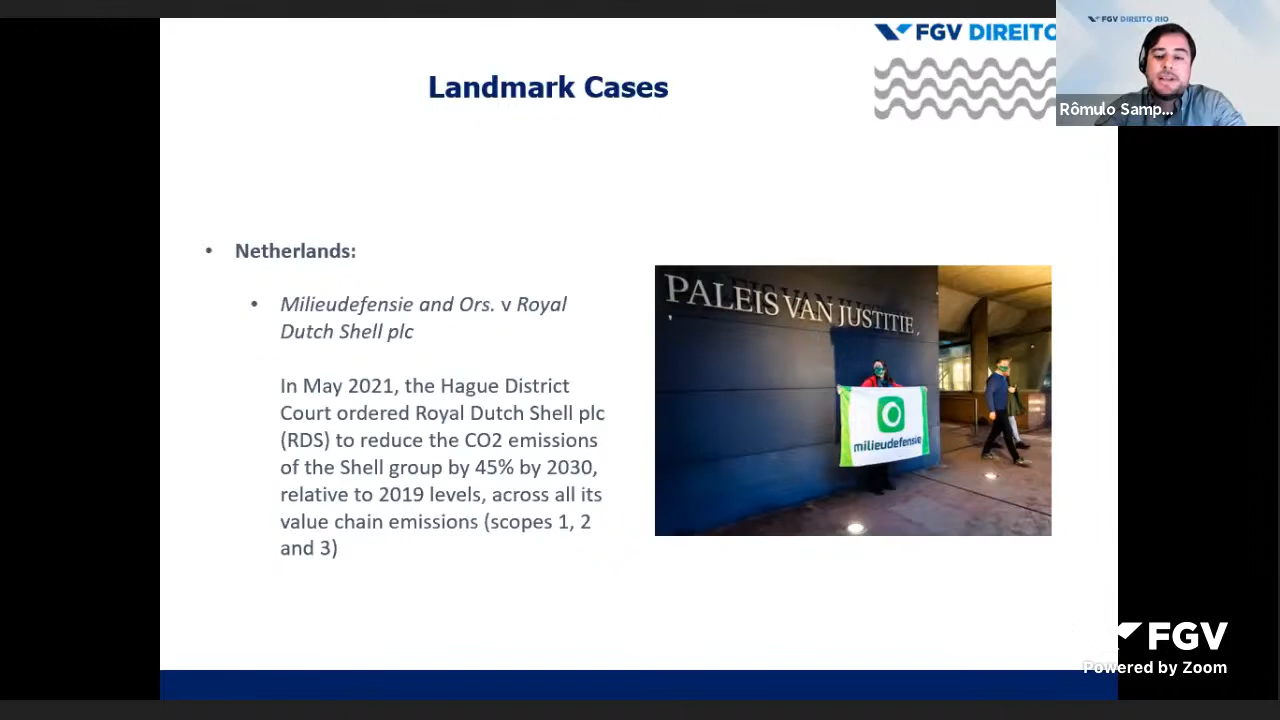 FGV DIREITO
FGV DIREITO RIO
Rômulo Samp...
Landmark Cases
• Netherlands:
• Milieudefensie and Ors. v Royal
Dutch Shell plc
In May 2021, the Hague District
Court ordered Royal Dutch Shell plc
(RDS) to reduce the CO2 emissions
of the Shell group by 45% by 2030,
relative to 2019 levels, across all its
value chain emissions (scopes 1, 2
and 3)
PALEIS VAN JUSTITIE
milieudefensie
FGV
Powered by Zoom